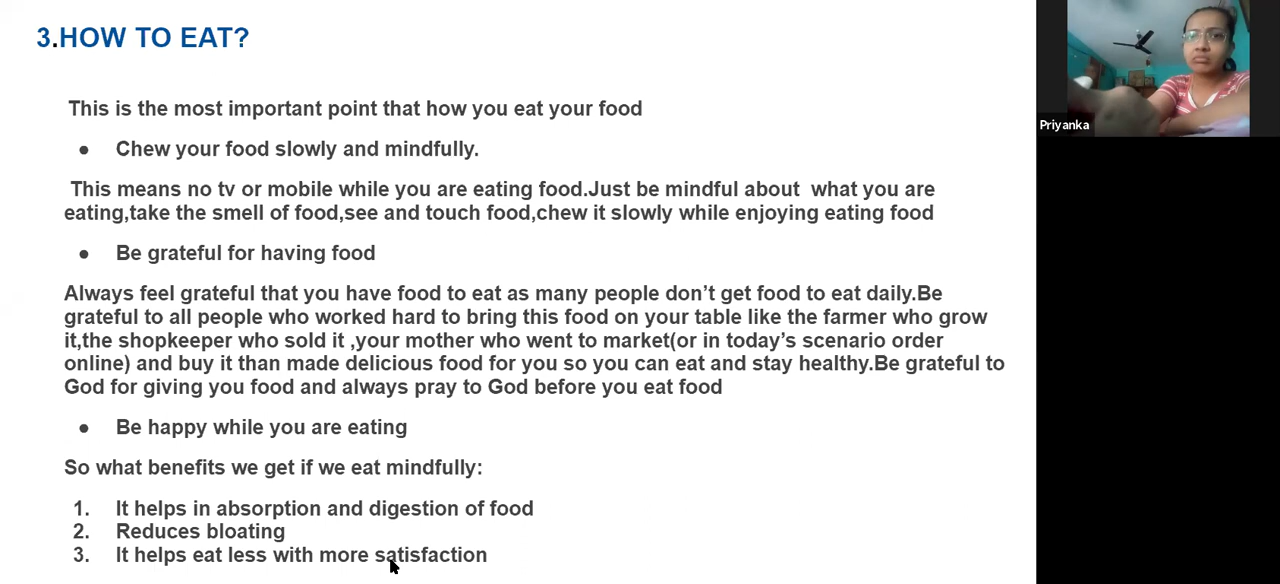 3.HOW TO EAT?
This is the most important point that how you eat your food
● Chew your food slowly and mindfully.
This means no tv or mobile while you are eating food.Just be mindful about what you are
eating,take the smell of food,see and touch food,chew it slowly while enjoying eating food
● Be grateful for having food
Always feel grateful that you have food to eat as many people don’t get food to eat daily.Be
grateful to all people who worked hard to bring this food on your table like the farmer who grow
it,the shopkeeper who sold it ,your mother who went to market(or in today’s scenario order
online) and buy it than made delicious food for you so you can eat and stay healthy.Be grateful to
God for giving you food and always pray to God before you eat food
● Be happy while you are eating
So what benefits we get if we eat mindfully:
1. It helps in absorption and digestion of food
2. Reduces bloating
3. It helps eat less with more satisfaction
Priyanka